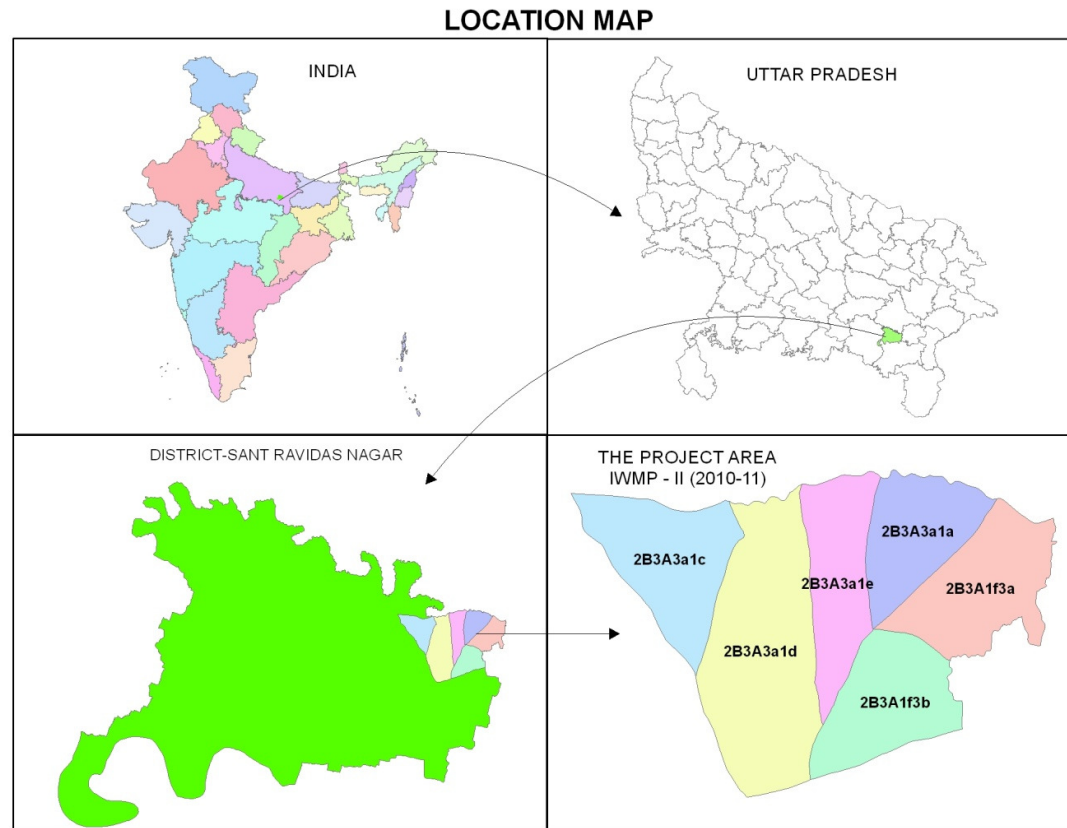 LOCATION MAP
INDIA
UTTAR PRADESH
DISTRICT-SANT RAVIDAS NAGAR
THE PROJECT AREA
IWMP - II (2010-11)
2B3A3a1c
2B3A3a1d
2B3A3a1e
2B3A3a1a
2B3A1f3a
2B3A1f3b